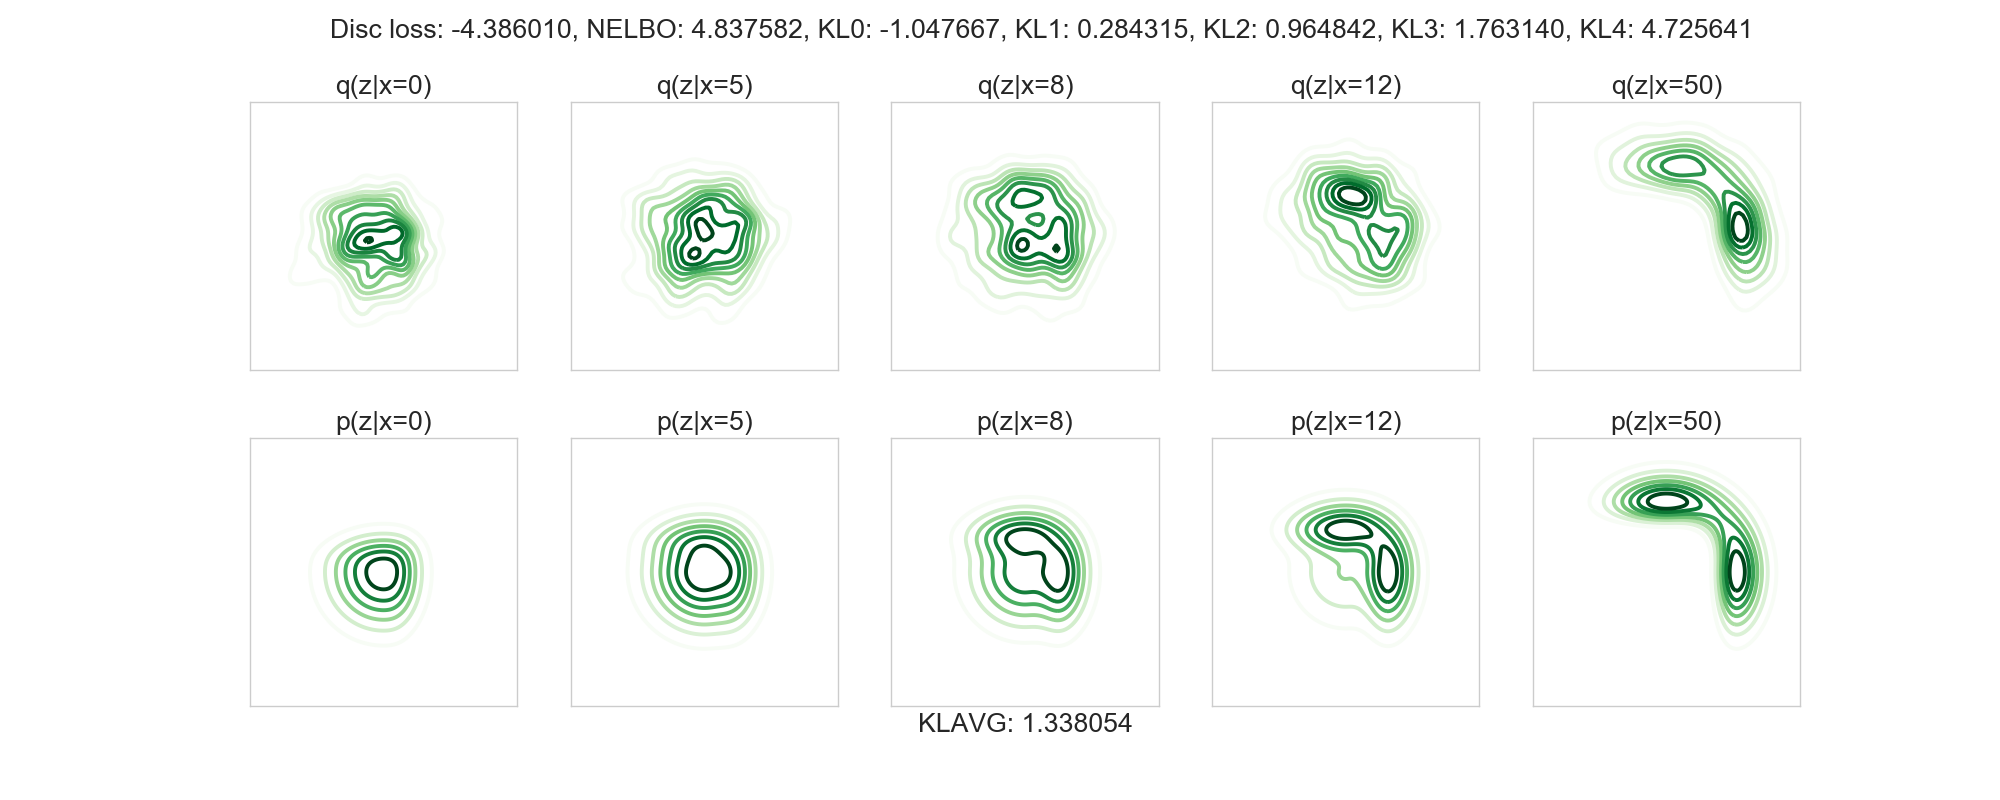 Disc loss: -4.386010, NELBO: 4.837582, KL0: -1.047667, KL1: 0.284315, KL2: 0.964842, KL3: 1.763140, KL4: 4.725641
q(z|x=0) q(z|x=5) q(z|x=8) q(z|x=12) q(z|x=50)
p(z|x=0) p(z|x=5) p(z|x=8) p(z|x=12) p(z|x=50)
KLAVG: 1.338054